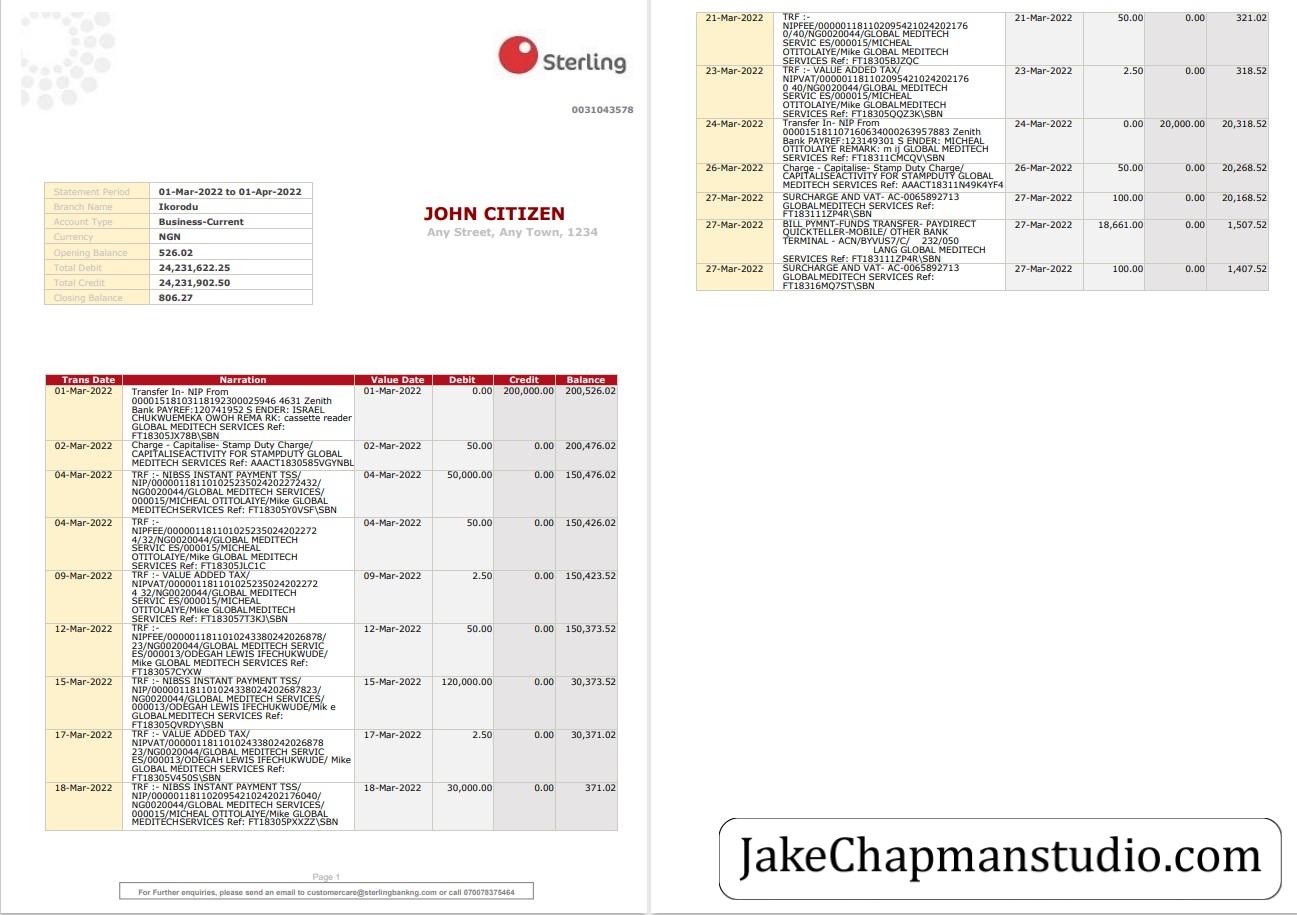 Sterling
0031043578
Statement Period 01-Mar-2022 to 01-Apr-2022
Branch Name Ikorodu
Account Type Business-Current
Currency NGN
Opening Balance 526.02
Total Debit 24,231,622.25
Total Credit 24,231,902.50
Closing Balance 806.27
JOHN CITIZEN
Any Street, Any Town, 1234
Trans Date Narration Value Date Debit Credit Balance
01-Mar-2022 Transfer In- NIP From 01-Mar-2022 0.00 200,000.00 200,526.02
00001518103118192300025946 4631 Zenith
Bank PAYREF:120741952 S ENDER: ISRAEL
CHUKWUEMEKA OWOH REMA RK: cassette reader
GLOBAL MEDITECH SERVICES Ref:
FT18305JX78B\SBN
02-Mar-2022 Charge - Capitalise- Stamp Duty Charge/ 02-Mar-2022 50.00 0.00 200,476.02
CAPITALISEACTIVITY FOR STAMPDUTY GLOBAL
MEDITECH SERVICES Ref: AAACT1830585VGYNBL
04-Mar-2022 TRF :- NIBSS INSTANT PAYMENT TSS/ 04-Mar-2022 50,000.00 0.00 150,476.02
NIP/000001181101025235024202272432/
NG0020044/GLOBAL MEDITECH SERVICES/
000015/MICHEAL OTITOLAIYE/Mike GLOBAL
MEDITECHSERVICES Ref: FT18305Y0VSF\SBN
04-Mar-2022 TRF :- 04-Mar-2022 50.00 0.00 150,426.02
NIPFEE/000001181101025235024202272
4/32/NG0020044/GLOBAL MEDITECH
SERVIC ES/000015/MICHEAL
OTITOLAIYE/Mike GLOBAL MEDITECH
SERVICES Ref: FT18305JLC1C
09-Mar-2022 TRF :- VALUE ADDED TAX/ 09-Mar-2022 2.50 0.00 150,423.52
NIPVAT/000001181101025235024202272
4 32/NG0020044/GLOBAL MEDITECH
SERVIC ES/000015/MICHEAL
OTITOLAIYE/Mike GLOBALMEDITECH
SERVICES Ref: FT183057T3KJ\SBN
12-Mar-2022 TRF :- 12-Mar-2022 50.00 0.00 150,373.52
NIPFEE/0000011811010243380242026878/
23/NG0020044/GLOBAL MEDITECH SERVIC
ES/000013/ODEGAH LEWIS IFECHUKWUDE/
Mike GLOBAL MEDITECH SERVICES Ref:
FT183057CYXW
15-Mar-2022 TRF :- NIBSS INSTANT PAYMENT TSS/ 15-Mar-2022 120,000.00 0.00 30,373.52
NIP/000001181101024338024202687823/
NG0020044/GLOBAL MEDITECH SERVICES/
000013/ODEGAH LEWIS IFECHUKWUDE/Mik e
GLOBALMEDITECH SERVICES Ref:
FT18305QVRDY\SBN
17-Mar-2022 TRF :- VALUE ADDED TAX/ 17-Mar-2022 2.50 0.00 30,371.02
NIPVAT/0000011811010243380242026878
23/NG0020044/GLOBAL MEDITECH SERVIC
ES/000013/ODEGAH LEWIS IFECHUKWUDE/ Mike
GLOBAL MEDITECH SERVICES Ref:
FT18305V450S\SBN
18-Mar-2022 TRF :- NIBSS INSTANT PAYMENT TSS/ 18-Mar-2022 30,000.00 0.00 371.02
NIP/000001181102095421024202176040/
NG0020044/GLOBAL MEDITECH SERVICES/
000015/MICHEAL OTITOLAIYE/Mike GLOBAL
MEDITECHSERVICES Ref: FT18305PXXZZ\SBN
Page 1
For Further enquiries, please send an email to customercare@sterlingbankng.com or call 070078375464
21-Mar-2022 TRF :- 21-Mar-2022 50.00 0.00 321.02
NIPFEE/000001181102095421024202176
0/40/NG0020044/GLOBAL MEDITECH
SERVIC ES/000015/MICHEAL
OTITOLAIYE/Mike GLOBAL MEDITECH
SERVICES Ref: FT18305BJZQC
23-Mar-2022 TRF :- VALUE ADDED TAX/ 23-Mar-2022 2.50 0.00 318.52
NIPVAT/000001181102095421024202176
0 40/NG0020044/GLOBAL MEDITECH
SERVIC ES/000015/MICHEAL
OTITOLAIYE/Mike GLOBALMEDITECH
SERVICES Ref: FT18305QQZ3K\SBN
24-Mar-2022 Transfer In- NIP From 24-Mar-2022 0.00 20,000.00 20,318.52
000015181107160634000263957883 Zenith
Bank PAYREF:123149301 S ENDER: MICHEAL
OTITOLAIYE REMARK: m ij GLOBAL MEDITECH
SERVICES Ref: FT18311CMCQV\SBN
26-Mar-2022 Charge - Capitalise- Stamp Duty Charge/ 26-Mar-2022 50.00 0.00 20,268.52
CAPITALISEACTIVITY FOR STAMPDUTY GLOBAL
MEDITECH SERVICES Ref: AAACT18311N49K4YF4
27-Mar-2022 SURCHARGE AND VAT- AC-0065892713 27-Mar-2022 100.00 0.00 20,168.52
GLOBALMEDITECH SERVICES Ref:
FT183111ZP4R\SBN
27-Mar-2022 BILL PYMNT-FUNDS TRANSFER- PAYDIRECT 27-Mar-2022 18,661.00 0.00 1,507.52
QUICKTELLER-MOBILE/ OTHER BANK
TERMINAL - ACN/BYVUS7/C/ 232/050
LANG GLOBAL MEDITECH
SERVICES Ref: FT183111ZP4R\SBN
27-Mar-2022 SURCHARGE AND VAT- AC-0065892713 27-Mar-2022 100.00 0.00 1,407.52
GLOBALMEDITECH SERVICES Ref:
FT18316MQ7ST\SBN
JakeChapmanstudio.com